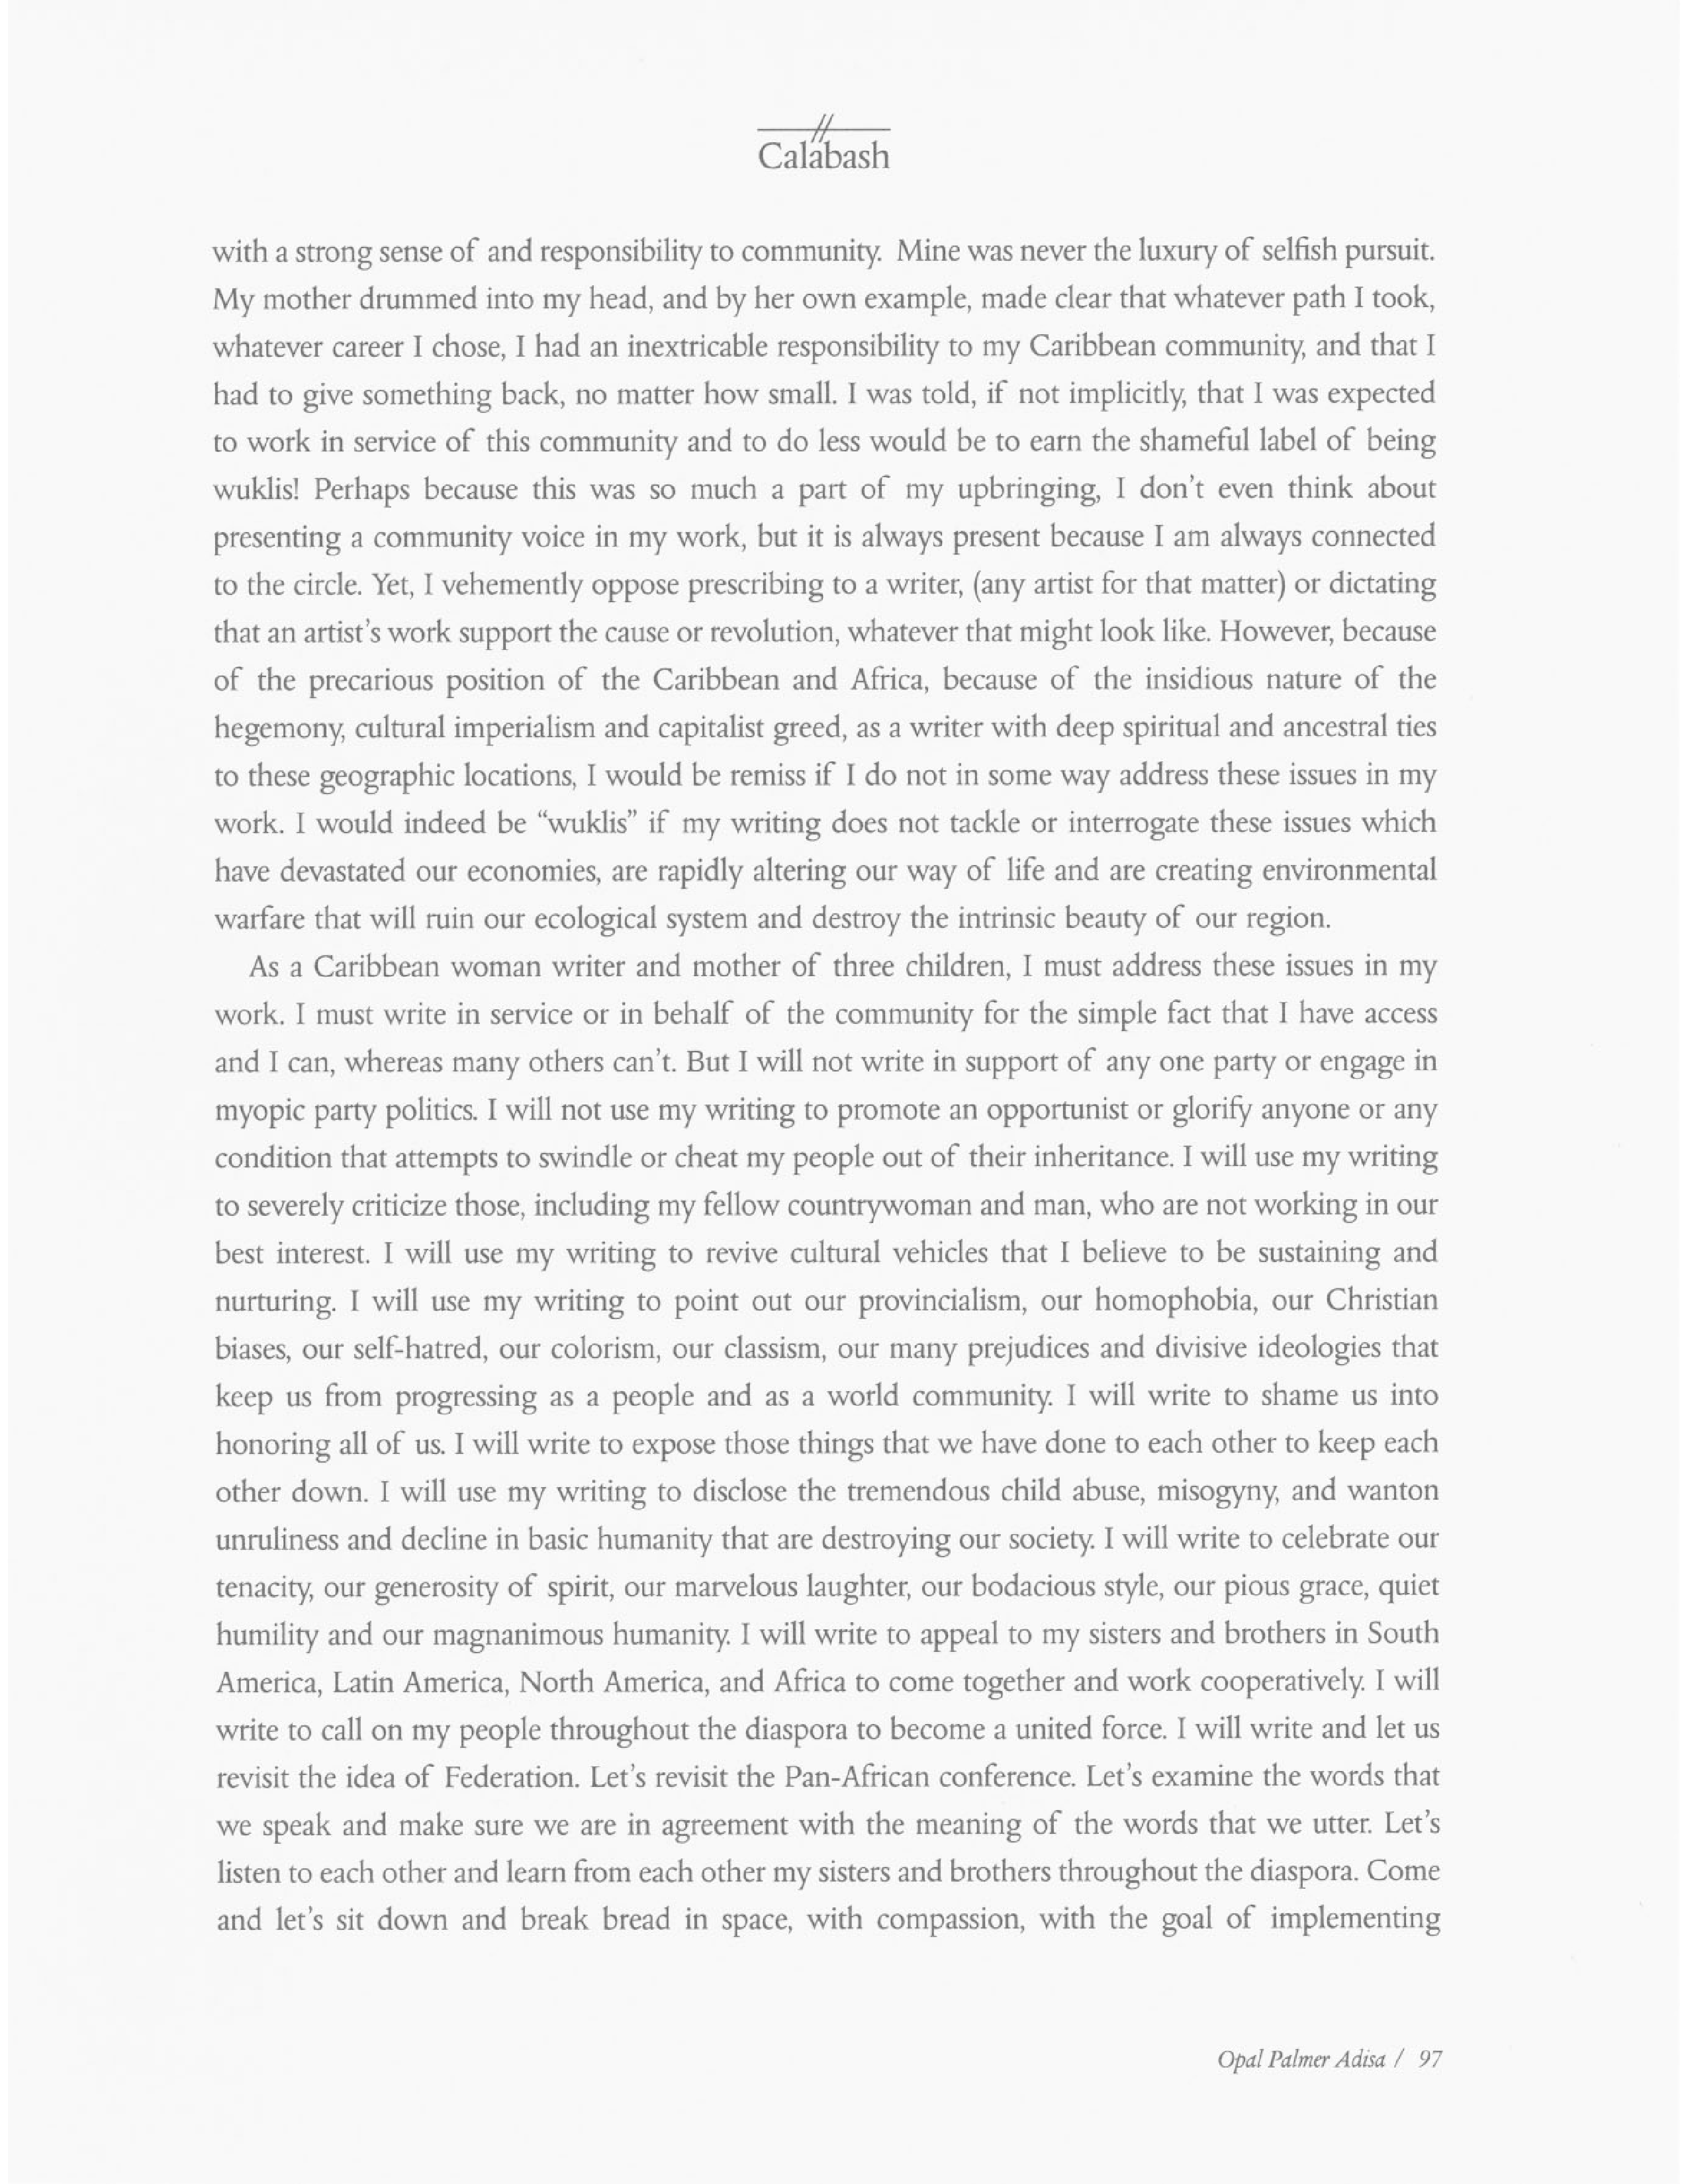 Calabash
with a strong sense of and responsibility to community. Mine was never the luxury of selfish pursuit.
My mother drummed into my head, and by her own example, made clear that whatever path I took,
whatever career I chose, I had an inextricable responsibility to my Caribbean community, and that I
had to give something back, no matter how small. I was told, if not implicitly, that I was expected
to work in service of this community and to do less would be to earn the shameful label of being
wuklis! Perhaps because this was so much a part of my upbringing, I don't even think about
presenting a community voice in my work, but it is always present because I am always connected
to the circle. Yet, I vehemently oppose prescribing to a writer, (any artist for that matter) or dictating
that an artist's work support the cause or revolution, whatever that might look like. However, because
of the precarious position of the Caribbean and Africa, because of the insidious nature of the
hegemony, cultural imperialism and capitalist greed, as a writer with deep spiritual and ancestral ties
to these geographic locations, I would be remiss if I do not in some way address these issues in my
work. I would indeed be “wuklis” if my writing does not tackle or interrogate these issues which
have devastated our economies, are rapidly altering our way of life and are creating environmental
warfare that will ruin our ecological system and destroy the intrinsic beauty of our region.
As a Caribbean woman writer and mother of three children, I must address these issues in my
work. I must write in service or in behalf of the community for the simple fact that I have access
and I can, whereas many others can't. But I will not write in support of any one party or engage in
myopic party politics. I will not use my writing to promote an opportunist or glorify anyone or any
condition that attempts to swindle or cheat my people out of their inheritance. I will use my writing
to severely criticize those, including my fellow countrywoman and man, who are not working in our
best interest. I will use my writing to revive cultural vehicles that I believe to be sustaining and
nurturing. I will use my writing to point out our provincialism, our homophobia, our Christian
biases, our self-hatred, our colorism, our classism, our many prejudices and divisive ideologies that
keep us from progressing as a people and as a world community. I will write to shame us into
honoring all of us. I will write to expose those things that we have done to each other to keep each
other down. I will use my writing to disclose the tremendous child abuse, misogyny, and wanton
unruliness and decline in basic humanity that are destroying our society. I will write to celebrate our
tenacity, our generosity of spirit, our marvelous laughter, our bodacious style, our pious grace, quiet
humility and our magnanimous humanity. I will write to appeal to my sisters and brothers in South
America, Latin America, North America, and Africa to come together and work cooperatively. I will
write to call on my people throughout the diaspora to become a united force. I will write and let us
revisit the idea of Federation. Let's revisit the Pan-African conference. Let's examine the words that
we speak and make sure we are in agreement with the meaning of the words that we utter. Let's
listen to each other and learn from each other my sisters and brothers throughout the diaspora. Come
and let's sit down and break bread in space, with compassion, with the goal of implementing
Opal Palmer Adisa / 97